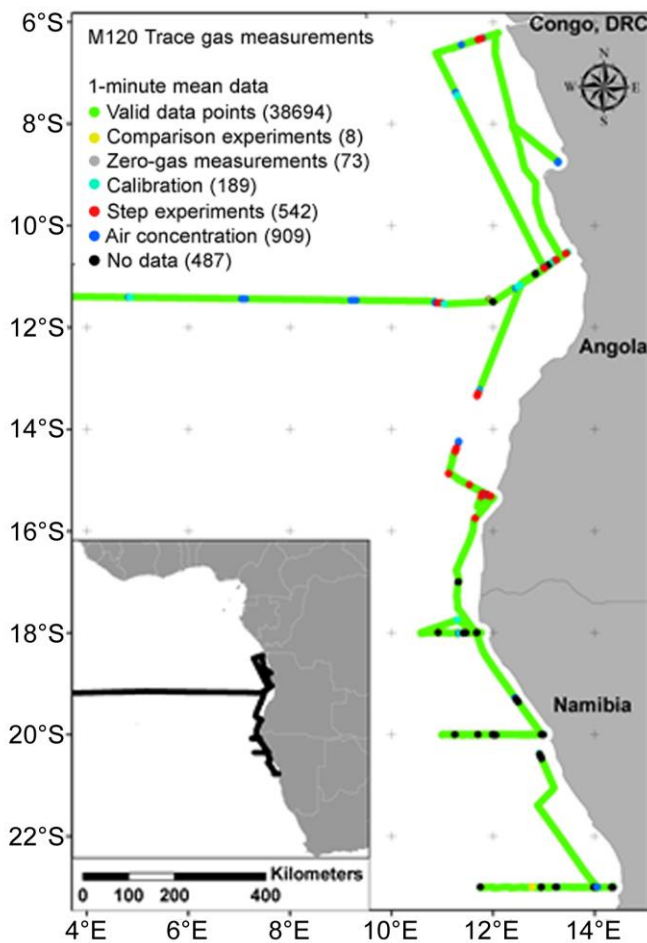 6°S
8°S
10°S
12°S
14°S
16°S
18°S
20°S
22°S
M120 Trace gas measurements
1-minute mean data
Valid data points (38694)
Comparison experiments (8)
Zero-gas measurements (73)
Calibration (189)
Step experiments (542)
Air concentration (909)
No data (487)
Congo, DRC
N
W E
S
Angola
Namibia
Kilometers
0 100 200 400
4°E 6°E 8°E 10°E 12°E 14°E